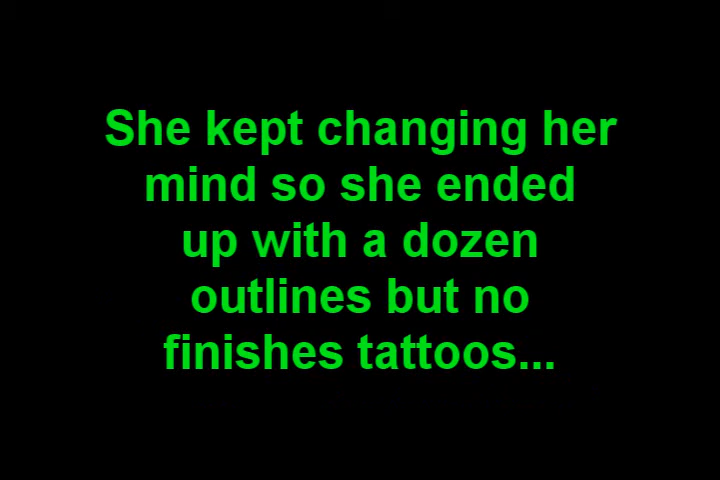 She kept changing her
mind so she ended
up with a dozen
outlines but no
finishes tattoos...